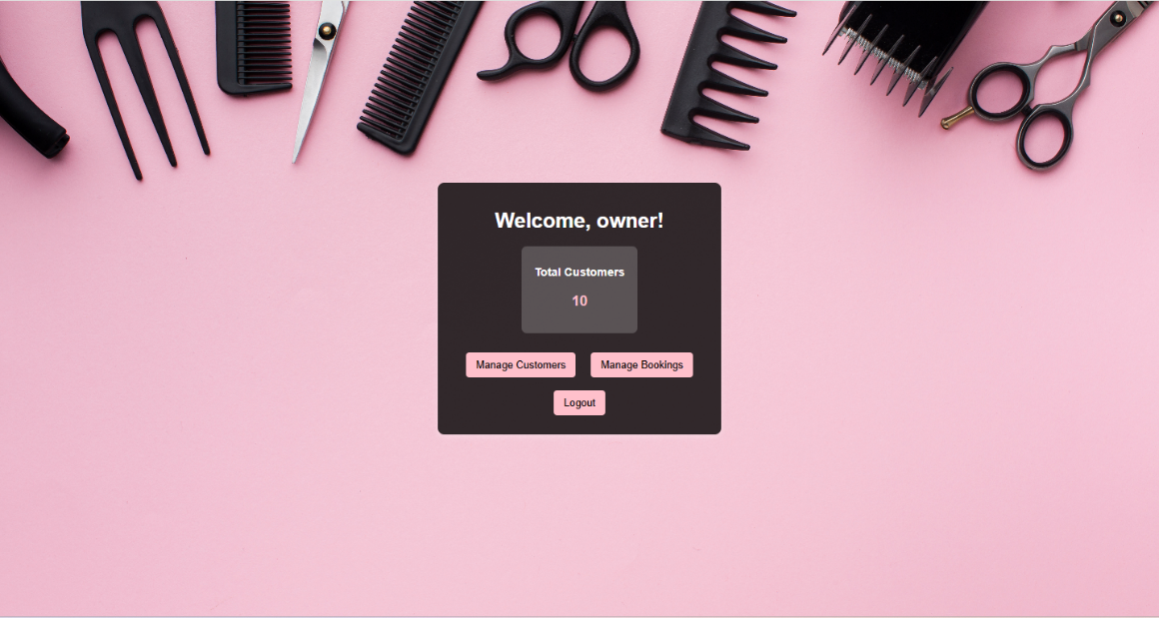 Welcome, owner!
Total Customers
10
Manage Customers Manage Bookings
Logout